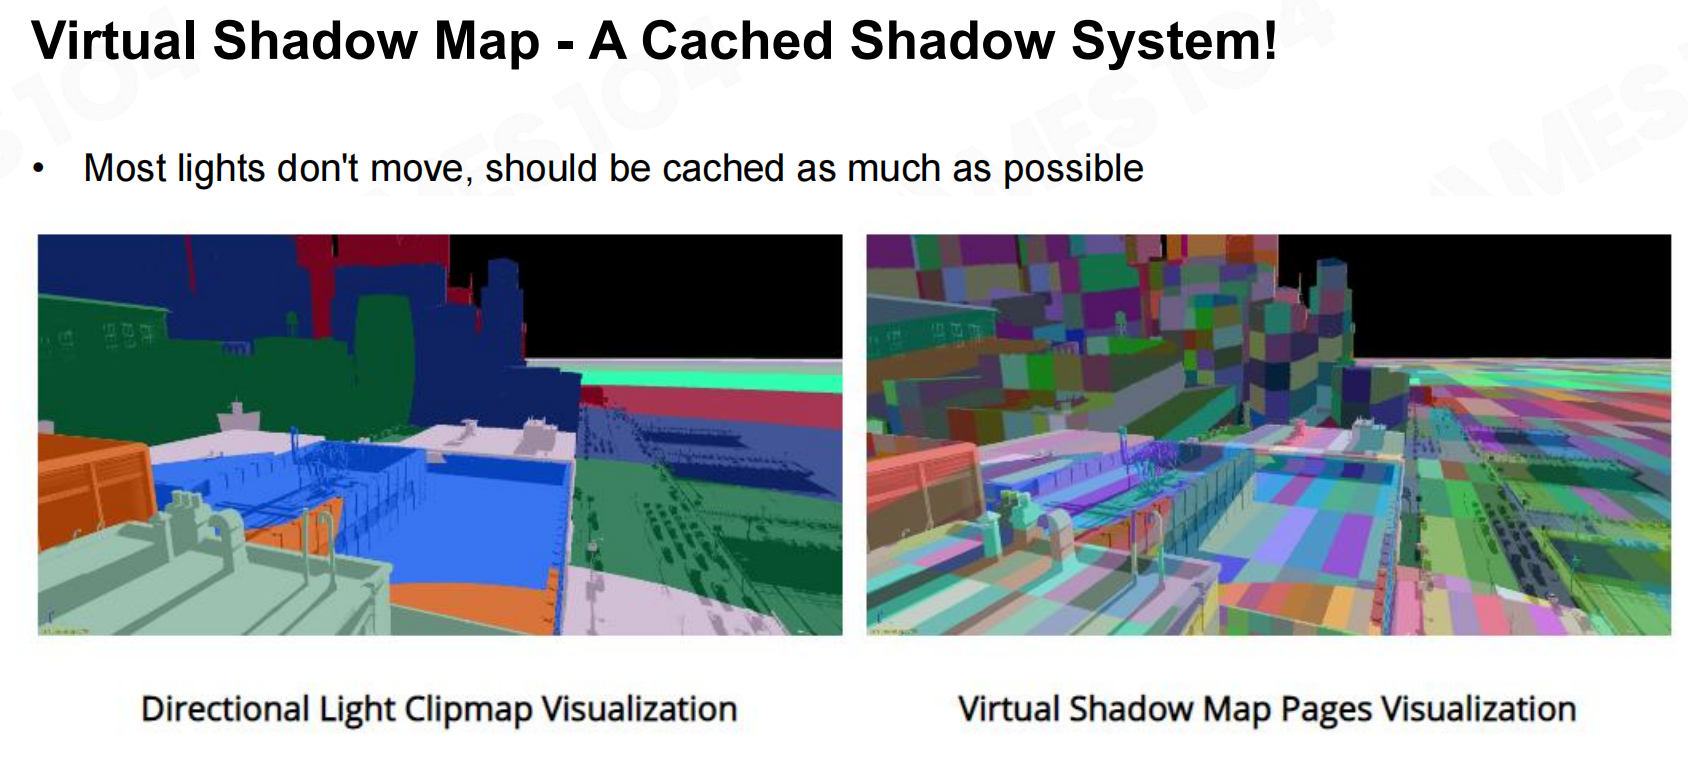 Virtual Shadow Map - A Cached Shadow System!
• Most lights don't move, should be cached as much as possible
Directional Light Clipmap Visualization
Virtual Shadow Map Pages Visualization